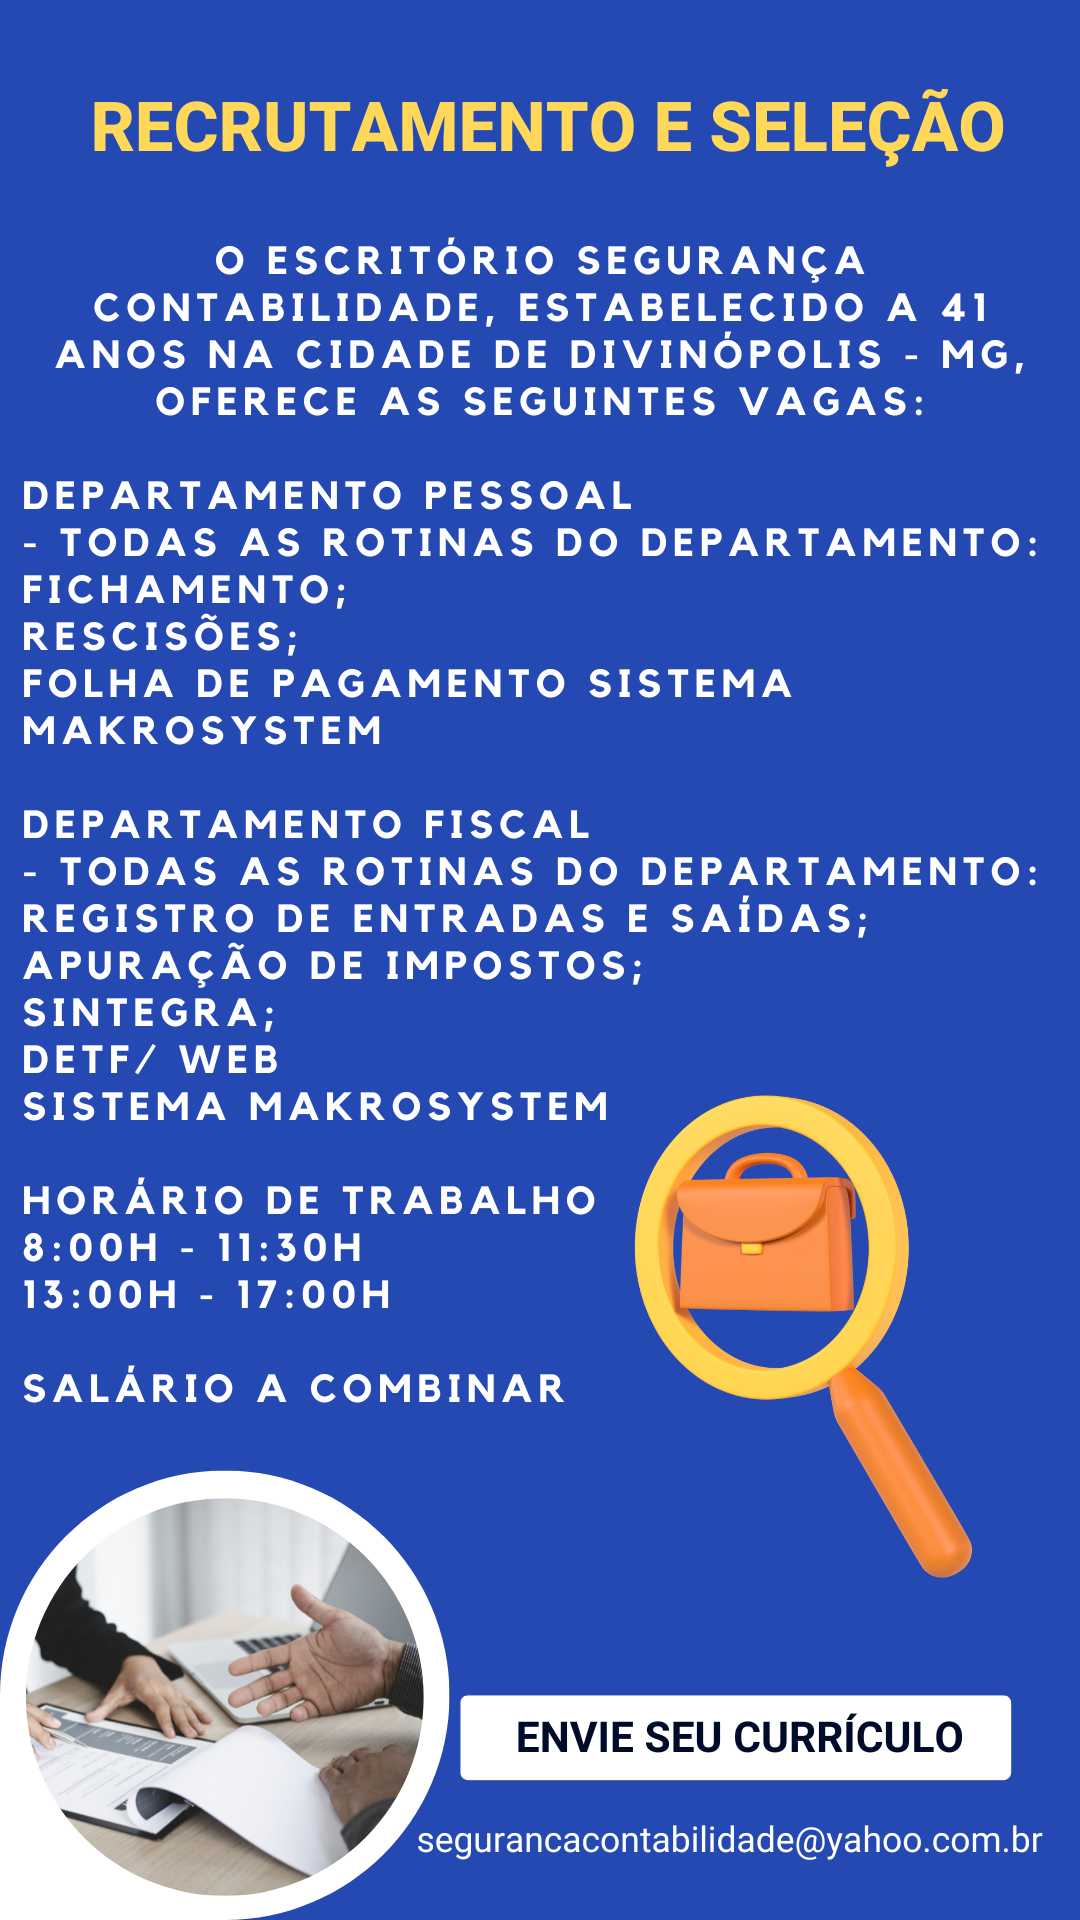 RECRUTAMENTO E SELEÇÃO
O ESCRITÓRIO SEGURANÇA
CONTABILIDADE, ESTABELECIDO A 41
ANOS NA CIDADE DE DIVINÓPOLIS - MG,
OFERECE AS SEGUINTES VAGAS:
DEPARTAMENTO PESSOAL
- TODAS AS ROTINAS DO DEPARTAMENTO:
FICHAMENTO;
RESCISÕES;
FOLHA DE PAGAMENTO SISTEMA
MAKROSYSTEM
DEPARTAMENTO FISCAL
- TODAS AS ROTINAS DO DEPARTAMENTO:
REGISTRO DE ENTRADAS E SAÍDAS;
APURAÇÃO DE IMPOSTOS;
SINTEGRA;
DETF/ WEB
SISTEMA MAKROSYSTEM
HORÁRIO DE TRABALHO
8:00H - 11:30H
13:00H - 17:00H
SALÁRIO A COMBINAR
ENVIE SEU CURRÍCULO
segurancacontabilidade@yahoo.com.br